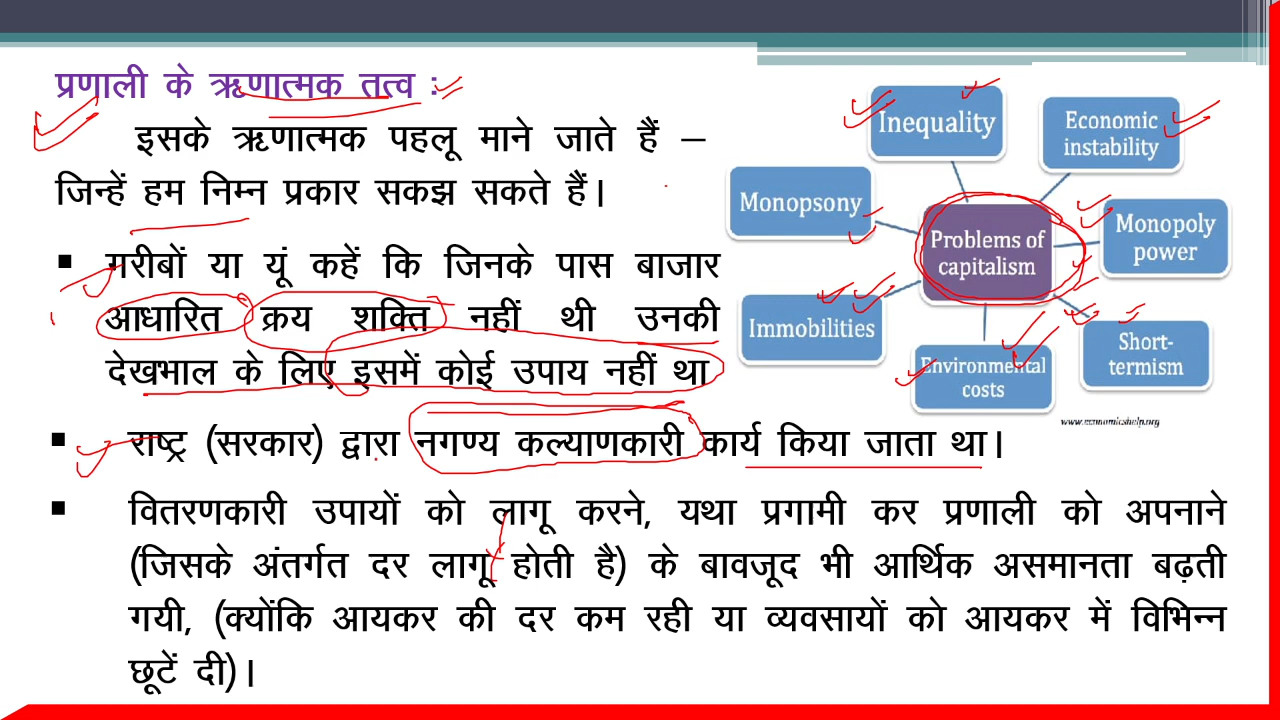 प्रणाली के ऋणात्मक तत्व :
इसके ऋणात्मक पहलू माने जाते हैं –
जिन्हें हम निम्न प्रकार सकझ सकते हैं।
▪ गरीबों या यूं कहें कि जिनके पास बाजार
आधारित क्रय शक्ति नहीं थी उनकी
देखभाल के लिए इसमें कोई उपाय नहीं था
▪ राष्ट्र (सरकार) द्वारा नगण्य कल्याणकारी कार्य किया जाता था।
▪ वितरणकारी उपायों को लागू करने, यथा प्रगामी कर प्रणाली को अपनाने
(जिसके अंतर्गत दर लागू होती है) के बावजूद भी आर्थिक असमानता बढ़ती
गयी, (क्योंकि आयकर की दर कम रही या व्यवसायों को आयकर में विभिन्न
छूटें दी)।
Inequality
Economic
instability
Monopsony
Monopoly
power
Problems of
capitalism
Immobilities
Short-
termism
Environmental
costs
www.economicshelp.org